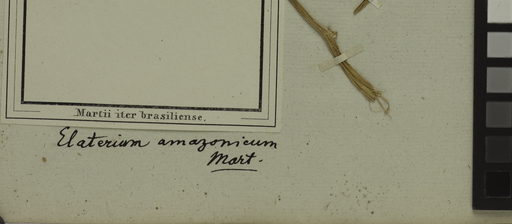 Martii iter brasiliense.
Elaterium amazonicum
Mart.